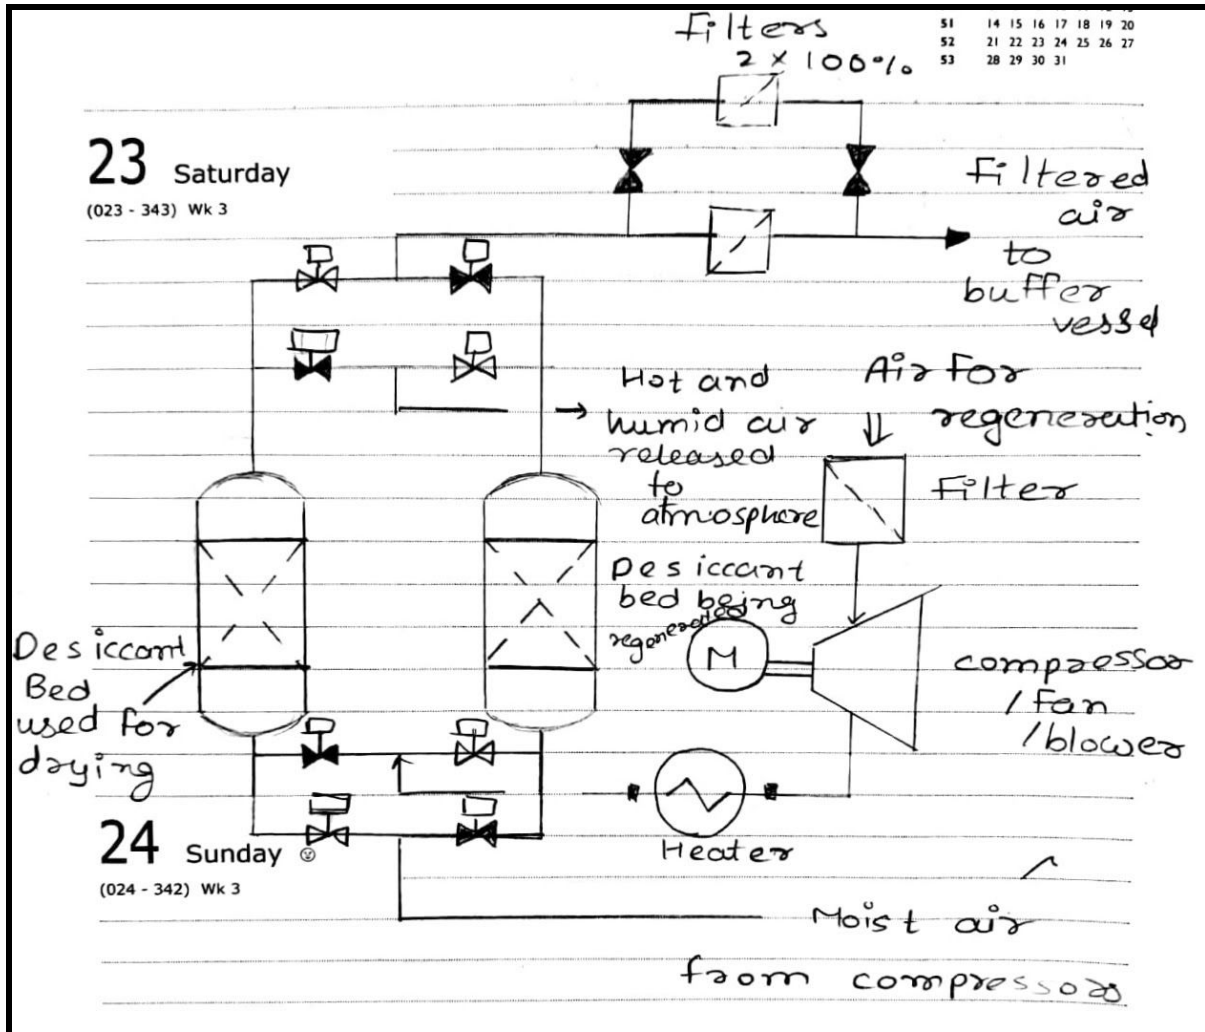 Filters
2 x 100%
51 14 15 16 17 18 19 20
52 21 22 23 24 25 26 27
53 28 29 30 31
23 Saturday
(023 - 343) Wk 3
Filtered
air
to
buffer
vessel
Hot and
humid air
released
to
atmosphere
Air for
regeneration
Filter
Desiccant
bed being
regenerated
M
compressor
/fan
/blower
Desiccant
Bed
used for
drying
Heater
24 Sunday
(024 - 342) Wk 3
Moist air
from compressors